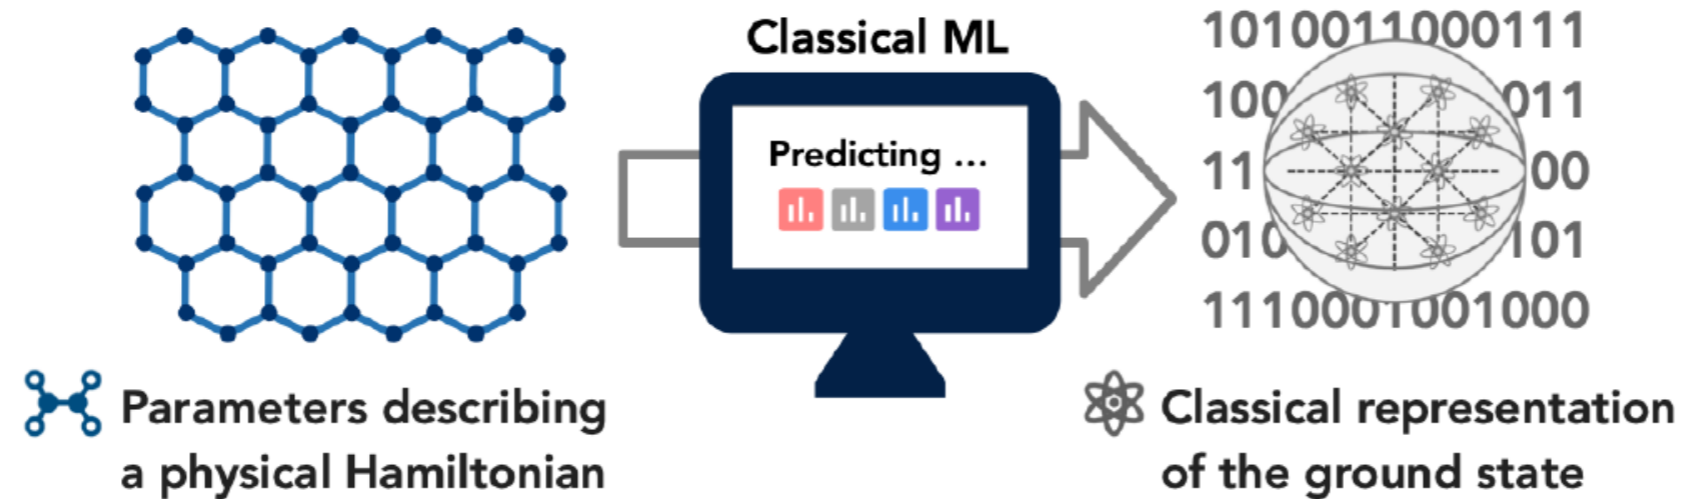 Classical ML
Predicting ...
1010011000111
100 011
11 00
010 101
1110001001000
Parameters describing
a physical Hamiltonian
Classical representation
of the ground state